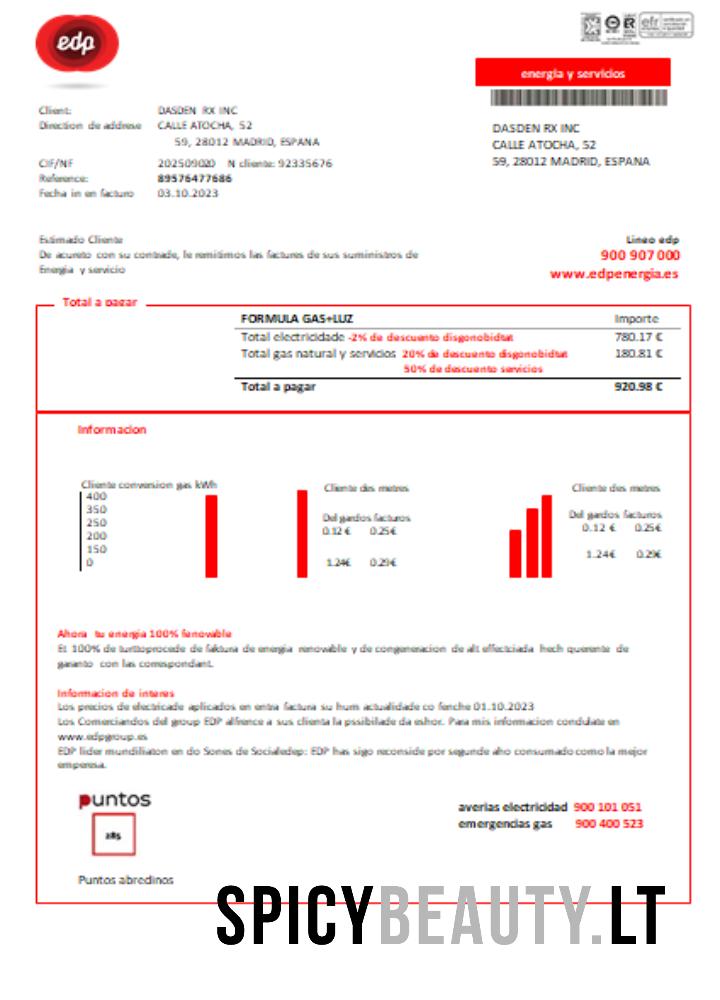 edp
efr
energia y servicios
Client: DASDEN RX INC
Direction de addrese CALLE ATOCHA, 52
59, 28012 MADRID, ESPANA
CIF/NF 202509020 N cliente: 92335676
Reference: 89576477686
Fecha in en facturo 03.10.2023
DASDEN RX INC
CALLE ATOCHA, 52
59, 28012 MADRID, ESPANA
Estimado Cliente
De acureto con su contrade, le remitimos las factures de sus suministros de
Energia y servicio
Lineo edp
900 907 000
www.edpenergia.es
Total a pagar
FORMULA GAS+LUZ Importe
Total electricidade -2% de descuento disgonobidtat 780.17 €
Total gas natural y servicios 20% de descuento disgonobidtat 180.81 €
50% de descuento servicios
Total a pagar 920.98 €
Informacion
Cliente conversion gas kWh
400
350
250
200
150
0
Cliente des metres
Del gardos facturos
0.12 € 0.25€
1.24€ 0.29€
Cliente des metres
Del gardos facturos
0.12 € 0.25€
1.24€ 0.29€
Ahora tu energia 100% fenovable
Et 100% de turttoprocede de faktura de energia renovable y de congeneracion de alt effectciada hech querente de
garanto con las correspondant.
Informacion de interes
Los precios de electricade aplicados en entra factura su hum actualidade co fenche 01.10.2023
Los Comerciandos del group EDP alfrence a sus clienta la pssibilade da eshor. Para mis informacion condulate en
www.edpgroup.es
EDP lider mundilliaton en do Sones de Socialedep: EDP has sigo reconside por segunde aho consumado como la mejor
emperesa.
puntos
285
Puntos abredinos
averias electricidad 900 101 051
emergencias gas 900 400 523
SPICYBEAUTY.LT